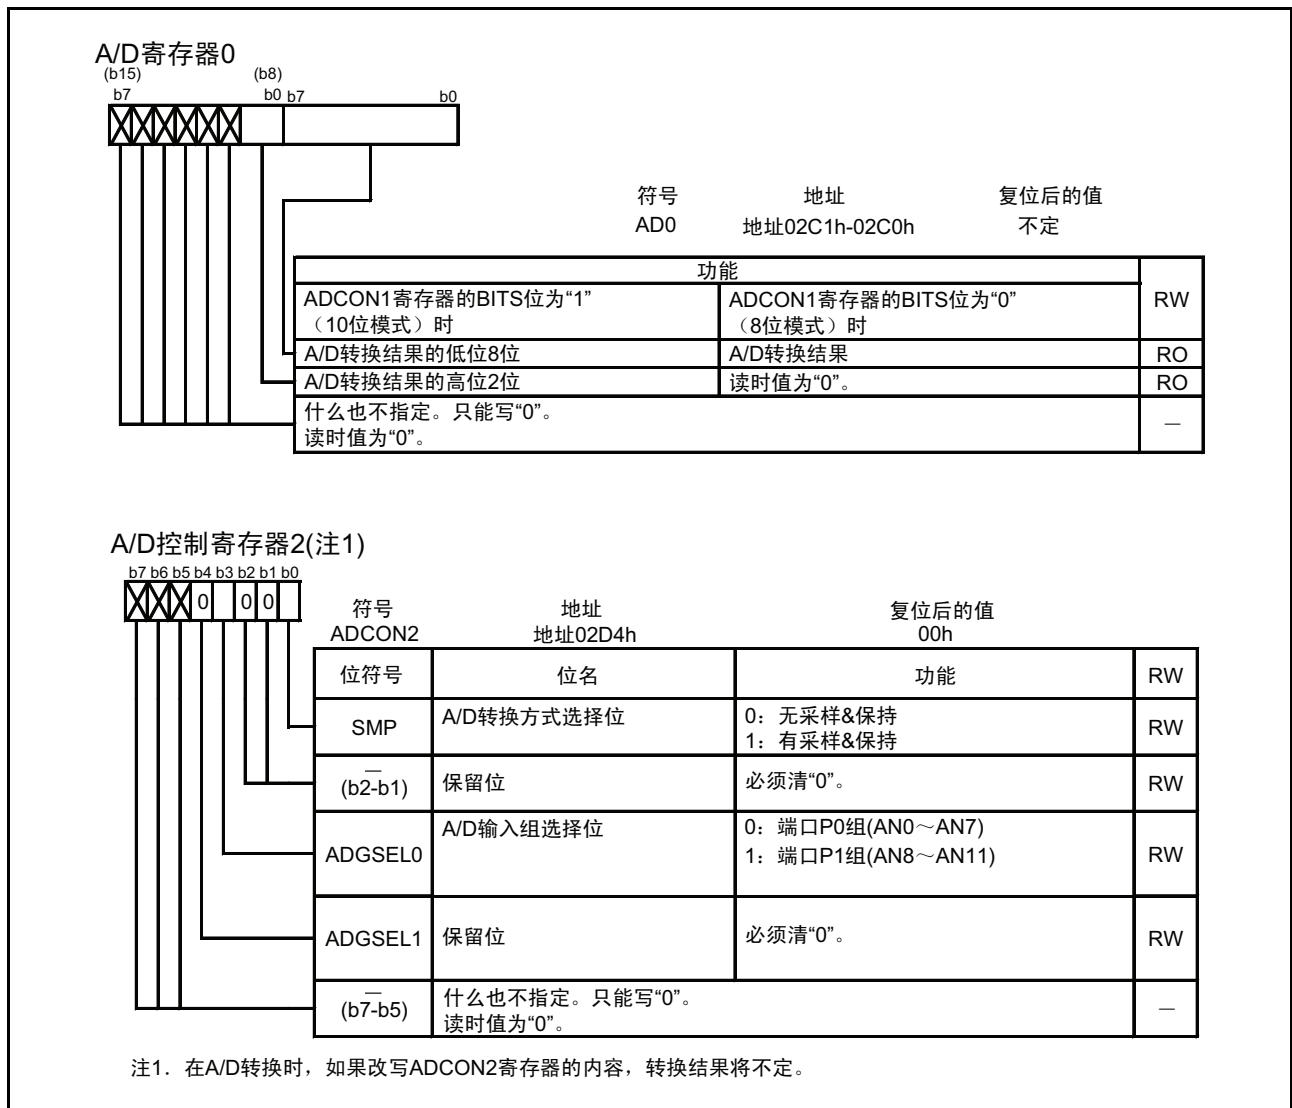 A/D寄存器0
(b15) (b8)
b7 b0 b7 b0
符号 地址 复位后的值
AD0 地址02C1h-02C0h 不定
功能 RW
ADCON1寄存器的BITS位为“1”
（10位模式）时
ADCON1寄存器的BITS位为“0”
（8位模式）时
A/D转换结果的低位8位 A/D转换结果 RO
A/D转换结果的高位2位 读时值为“0”。 RO
什么也不指定。只能写“0”。
读时值为“0”。
—
A/D控制寄存器2(注1)
b7 b6 b5 b4 b3 b2 b1 b0
0 0 0
符号 地址 复位后的值
ADCON2 地址02D4h 00h
位符号 位名 功能 RW
SMP A/D转换方式选择位 0：无采样&保持 RW
1：有采样&保持
—
(b2-b1) 保留位 必须清“0”。 RW
ADGSEL0 A/D输入组选择位 0：端口P0组(AN0～AN7) RW
1：端口P1组(AN8～AN11)
ADGSEL1 保留位 必须清“0”。 RW
—
(b7-b5) 什么也不指定。只能写“0”。 —
读时值为“0”。
注1．在A/D转换时，如果改写ADCON2寄存器的内容，转换结果将不定。